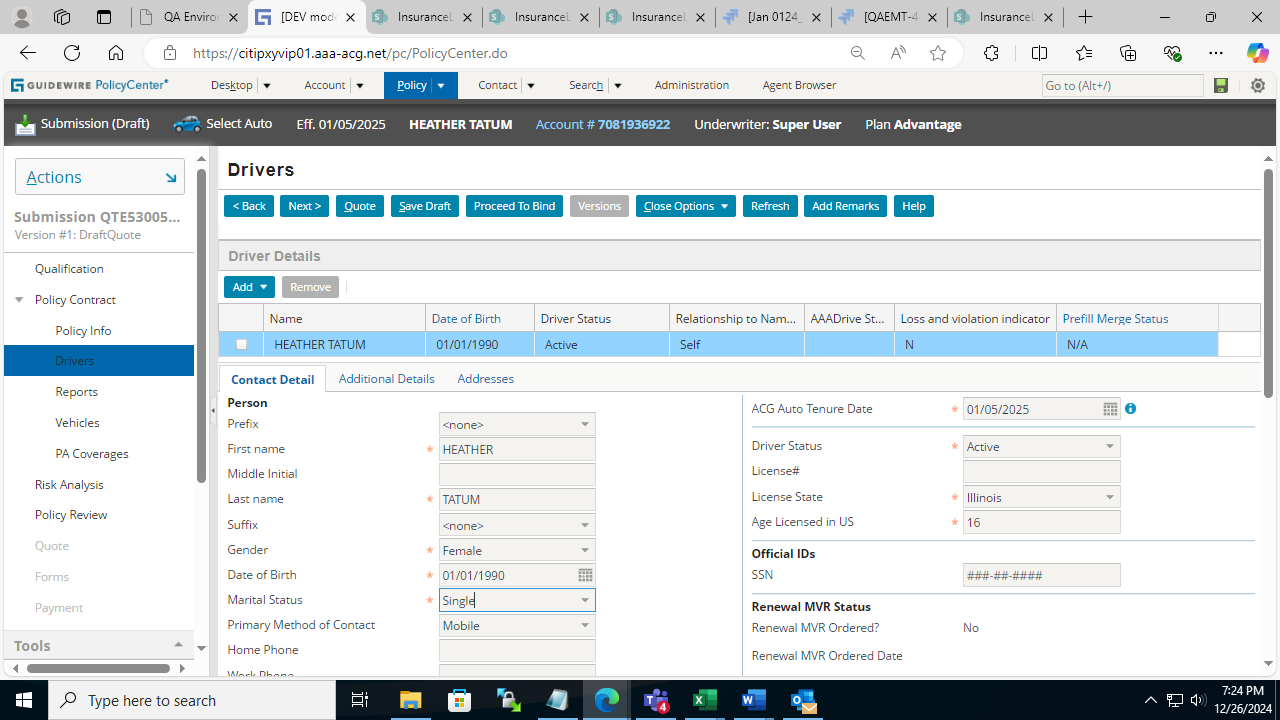 QA Environ
[DEV mode
InsuranceL
InsuranceL
InsuranceL
[Jan 0124_
[QAEMT-4
InsuranceL
https://citipxyvip01.aaa-acg.net/pc/PolicyCenter.do
GUIDEWIRE PolicyCenter®
Desktop
Account
Policy
Contact
Search
Administration
Agent Browser
Go to (Alt+/)
Submission (Draft)
Select Auto
Eff. 01/05/2025
HEATHER TATUM
Account # 7081936922
Underwriter: Super User
Plan Advantage
Actions
Submission QTE53005...
Version #1: DraftQuote
Qualification
Policy Contract
Policy Info
Drivers
Reports
Vehicles
PA Coverages
Risk Analysis
Policy Review
Quote
Forms
Payment
Tools
Drivers
< Back
Next >
Quote
Save Draft
Proceed To Bind
Versions
Close Options
Refresh
Add Remarks
Help
Driver Details
Add
Remove
Name
Date of Birth
Driver Status
Relationship to Nam...
AAADrive St...
Loss and violation indicator
Prefill Merge Status
HEATHER TATUM
01/01/1990
Active
Self
N
N/A
Contact Detail
Additional Details
Addresses
Person
Prefix
<none>
First name
* HEATHER
Middle Initial
Last name
* TATUM
Suffix
<none>
Gender
* Female
Date of Birth
* 01/01/1990
Marital Status
* Single
Primary Method of Contact
Mobile
Home Phone
Work Phone
ACG Auto Tenure Date
* 01/05/2025
Driver Status
* Active
License#
License State
* Illinois
Age Licensed in US
* 16
Official IDs
SSN
###-##-####
Renewal MVR Status
Renewal MVR Ordered?
No
Renewal MVR Ordered Date
Type here to search
4
7:24 PM
12/26/2024